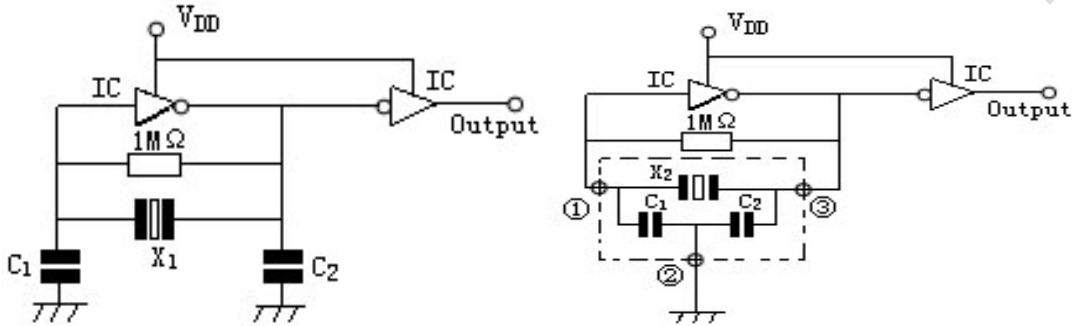 VDD
IC
IC
1MΩ
Output
X1
C1
C2
VDD
IC
IC
Output
1MΩ
X2
①
C1
C2
③
②